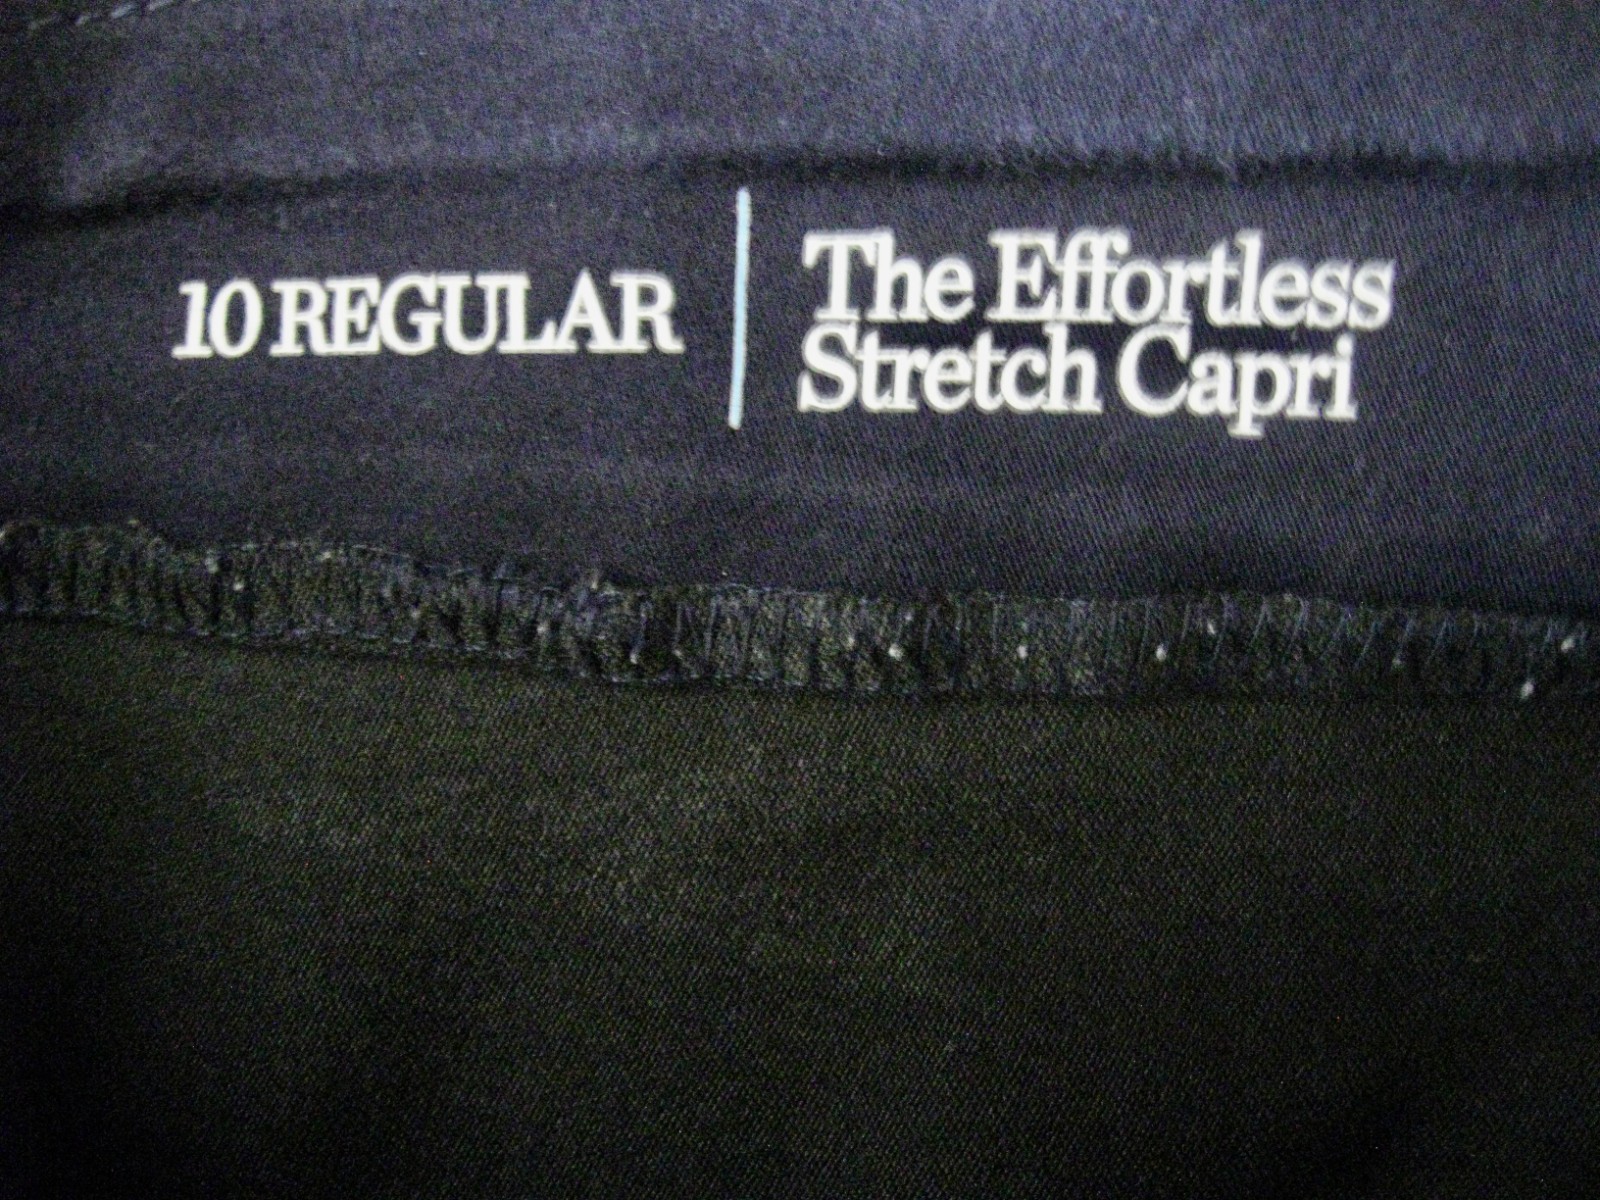 10 REGULAR
The Effortless
Stretch Capri